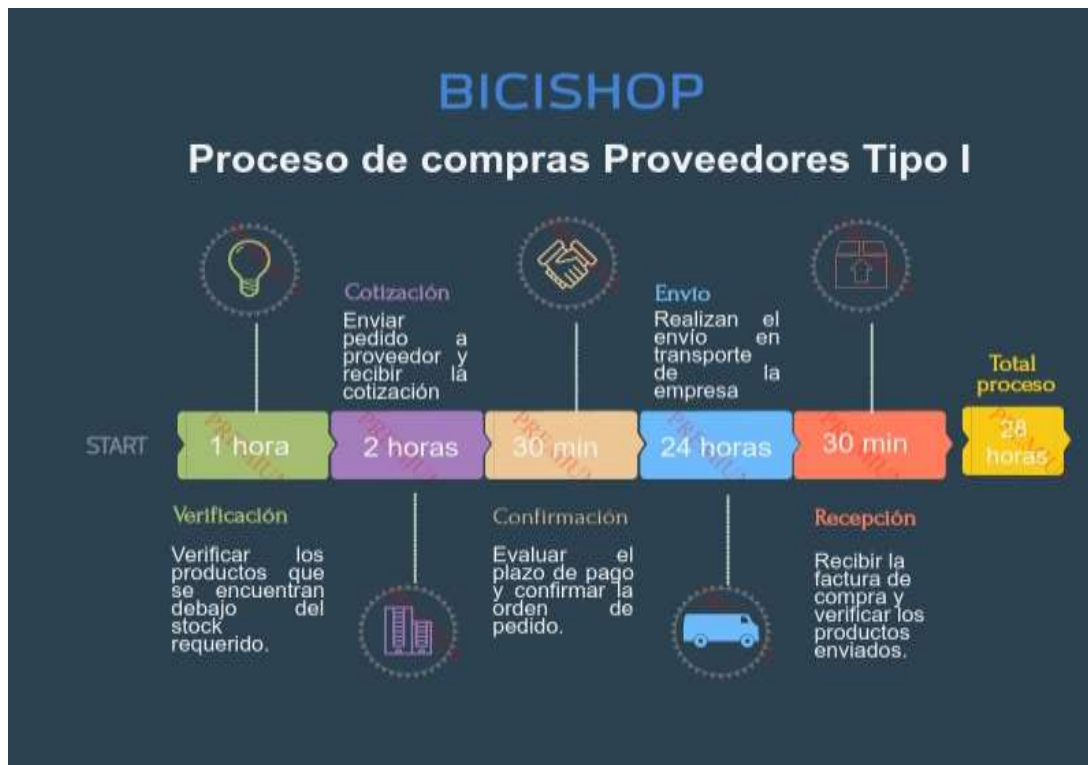 BICISHOP
Proceso de compras Proveedores Tipo I
START
1 hora
Verificación
Verificar los
productos que
se encuentran
debajo del
stock
requerido.
Cotización
Enviar
pedido a
proveedor y
recibir la
cotización
2 horas
30 min
Confirmación
Evaluar el
plazo de pago
y confirmar la
orden de
pedido.
Envío
Realizan el
envío en
transporte
de la
empresa
24 horas
30 min
Recepción
Recibir la
factura de
compra y
verificar los
productos
enviados.
Total
proceso
28
horas